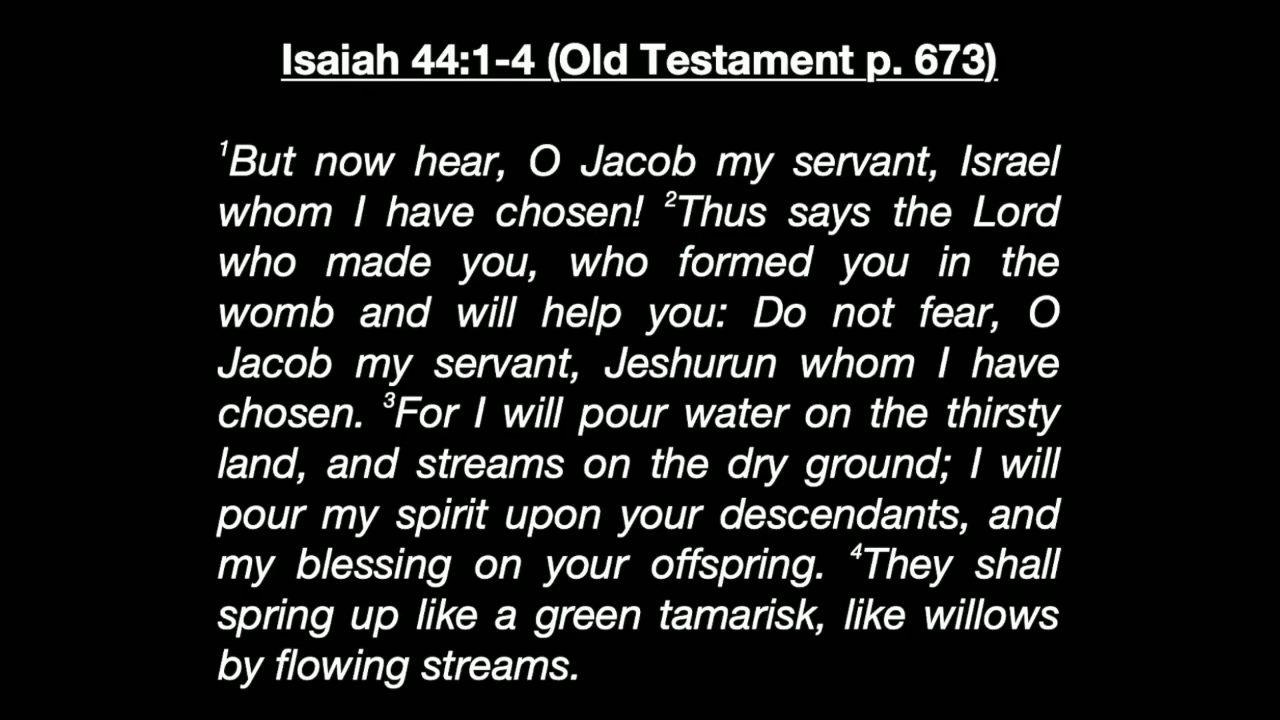 Isaiah 44:1-4 (Old Testament p. 673)
¹But now hear, O Jacob my servant, Israel
whom I have chosen! ²Thus says the Lord
who made you, who formed you in the
womb and will help you: Do not fear, O
Jacob my servant, Jeshurun whom I have
chosen. ³For I will pour water on the thirsty
land, and streams on the dry ground; I will
pour my spirit upon your descendants, and
my blessing on your offspring. ⁴They shall
spring up like a green tamarisk, like willows
by flowing streams.